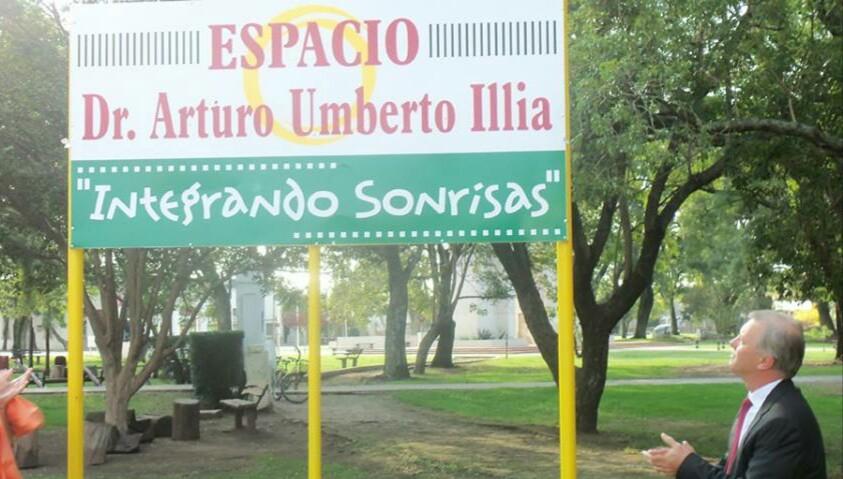 ESPACIO
Dr. Arturo Umberto Illia
"Integrando Sonrisas"